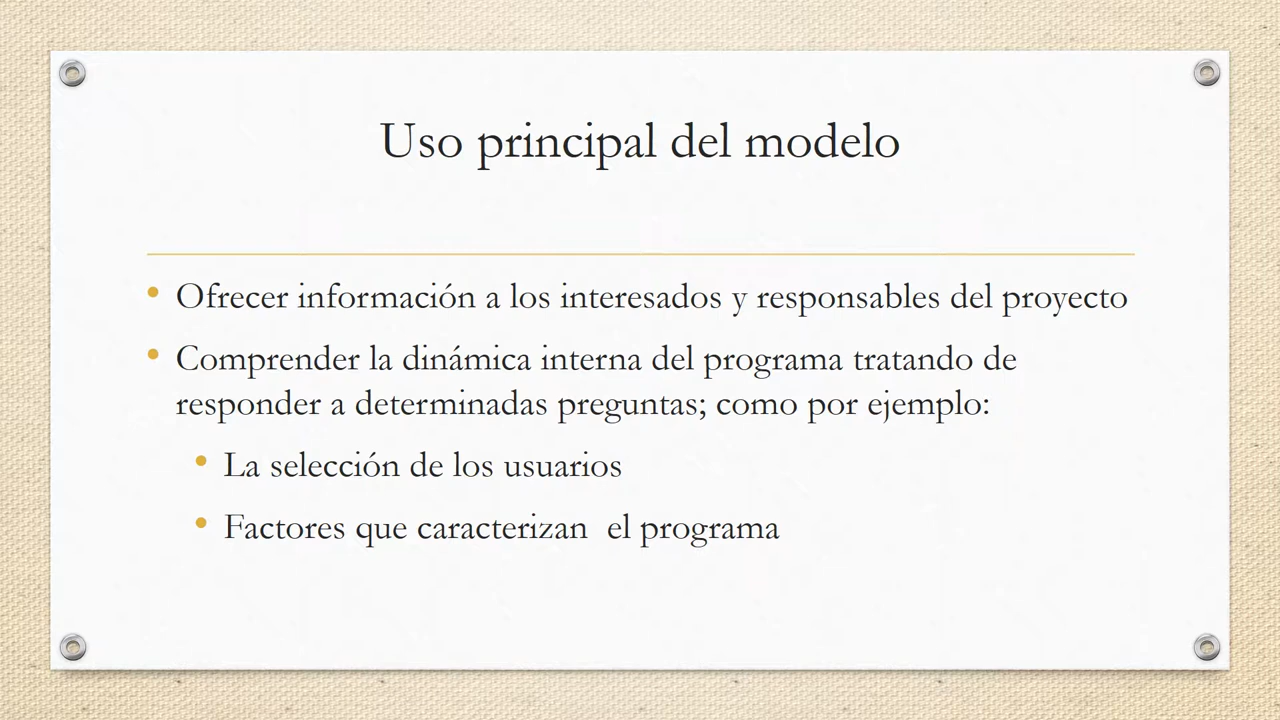 Uso principal del modelo
• Ofrecer información a los interesados y responsables del proyecto
• Comprender la dinámica interna del programa tratando de
responder a determinadas preguntas; como por ejemplo:
• La selección de los usuarios
• Factores que caracterizan  el programa